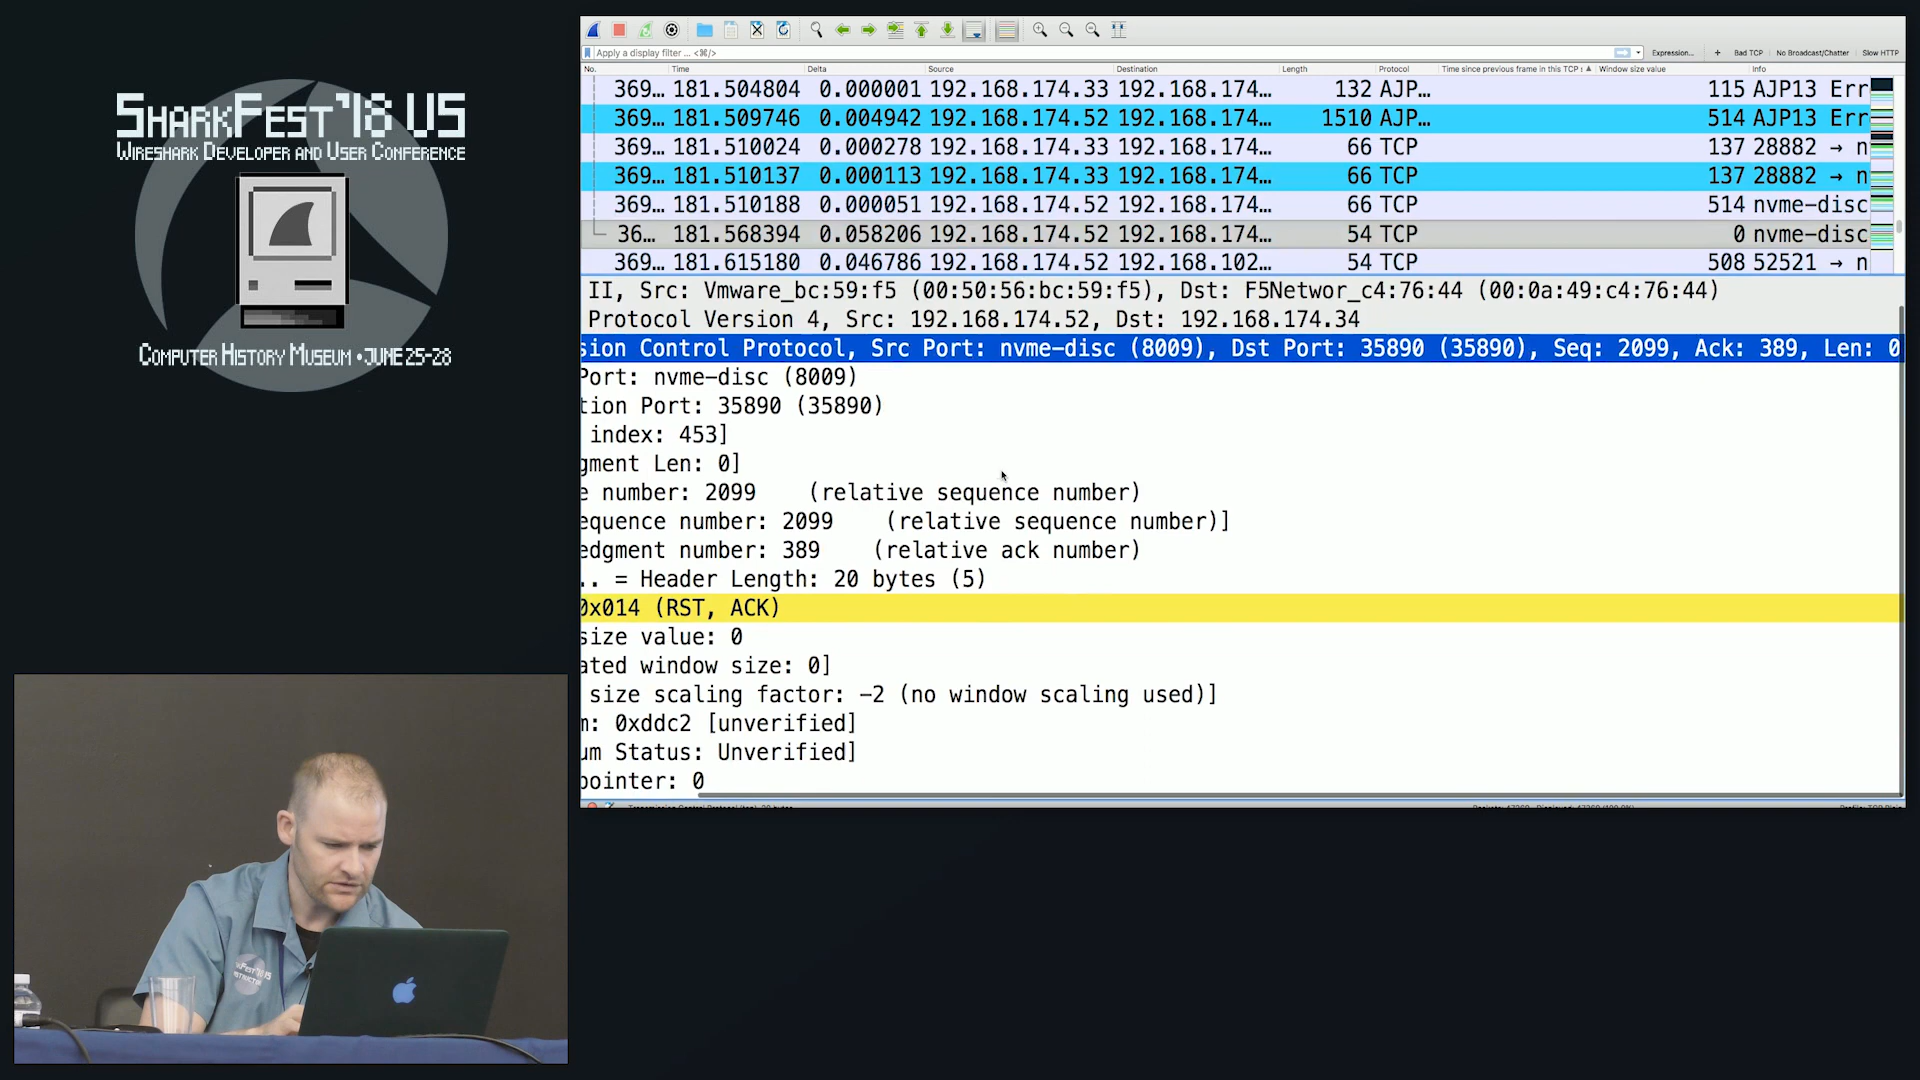 SHARKFEST '18 US
WIRESHARK DEVELOPER AND USER CONFERENCE
COMPUTER HISTORY MUSEUM • JUNE 25-28
Apply a display filter ... <⌘/>
Expression... + Bad TCP No Broadcast/Chatter Slow HTTP
No. Time Delta Source Destination Length Protocol Time since previous frame in this TCP s Window size value Info
369... 181.504804 0.000001 192.168.174.33 192.168.174... 132 AJP... 115 AJP13 Err
369... 181.509746 0.004942 192.168.174.52 192.168.174... 1510 AJP... 514 AJP13 Err
369... 181.510024 0.000278 192.168.174.33 192.168.174... 66 TCP 137 28882 → n
369... 181.510137 0.000113 192.168.174.33 192.168.174... 66 TCP 137 28882 → n
369... 181.510188 0.000051 192.168.174.52 192.168.174... 66 TCP 514 nvme-disc
36... 181.568394 0.058206 192.168.174.52 192.168.174... 54 TCP 0 nvme-disc
369... 181.615180 0.046786 192.168.174.52 192.168.102... 54 TCP 508 52521 → n
II, Src: Vmware_bc:59:f5 (00:50:56:bc:59:f5), Dst: F5Networ_c4:76:44 (00:0a:49:c4:76:44)
Protocol Version 4, Src: 192.168.174.52, Dst: 192.168.174.34
sion Control Protocol, Src Port: nvme-disc (8009), Dst Port: 35890 (35890), Seq: 2099, Ack: 389, Len: 0
Port: nvme-disc (8009)
tion Port: 35890 (35890)
index: 453]
gment Len: 0]
e number: 2099 (relative sequence number)
equence number: 2099 (relative sequence number)]
edgment number: 389 (relative ack number)
.. = Header Length: 20 bytes (5)
0x014 (RST, ACK)
size value: 0
ated window size: 0]
size scaling factor: -2 (no window scaling used)]
m: 0xddc2 [unverified]
um Status: Unverified]
pointer: 0